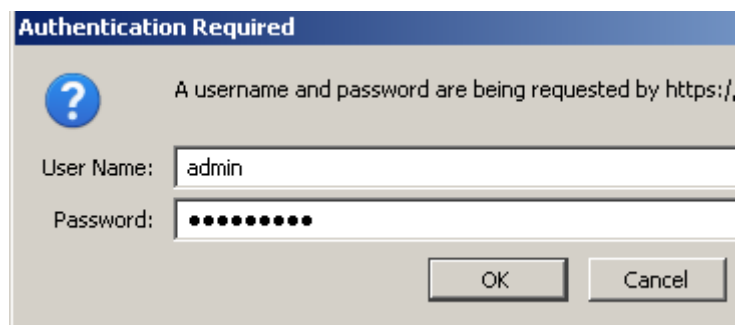 Authentication Required
A username and password are being requested by https:/
User Name: admin
Password: •••••••••
OK Cancel